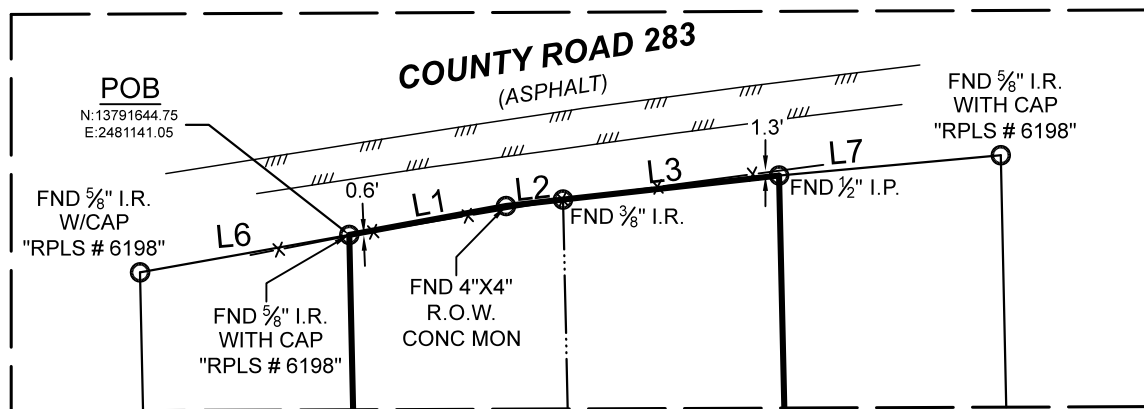 COUNTY ROAD 283
(ASPHALT)
POB
N:13791644.75
E:2481141.05
FND ⅝" I.R.
WITH CAP
"RPLS # 6198"
1.3'
L7
L3
FND ½" I.P.
FND ⅝" I.R.
W/CAP
"RPLS # 6198"
0.6'
L1
L2
FND ⅜" I.R.
L6
FND 4"X4"
R.O.W.
CONC MON
FND ⅝" I.R.
WITH CAP
"RPLS # 6198"